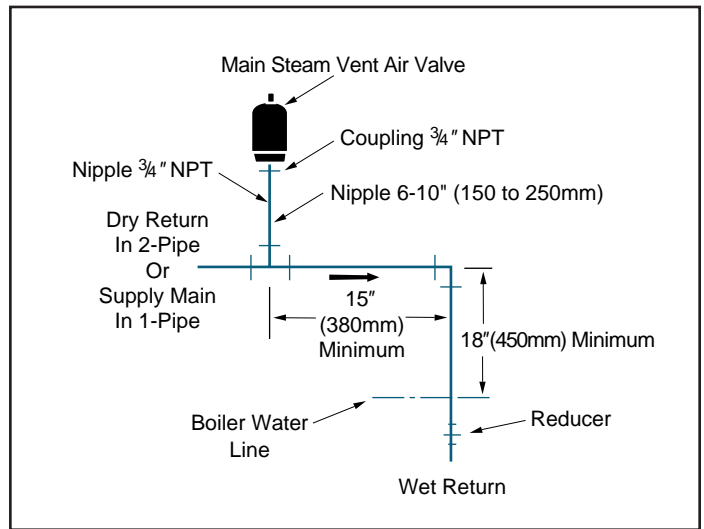 Main Steam Vent Air Valve
Coupling ¾" NPT
Nipple ¾" NPT
Nipple 6-10" (150 to 250mm)
Dry Return
In 2-Pipe
Or
Supply Main
In 1-Pipe
15"
(380mm)
Minimum
18"(450mm) Minimum
Boiler Water
Line
Reducer
Wet Return